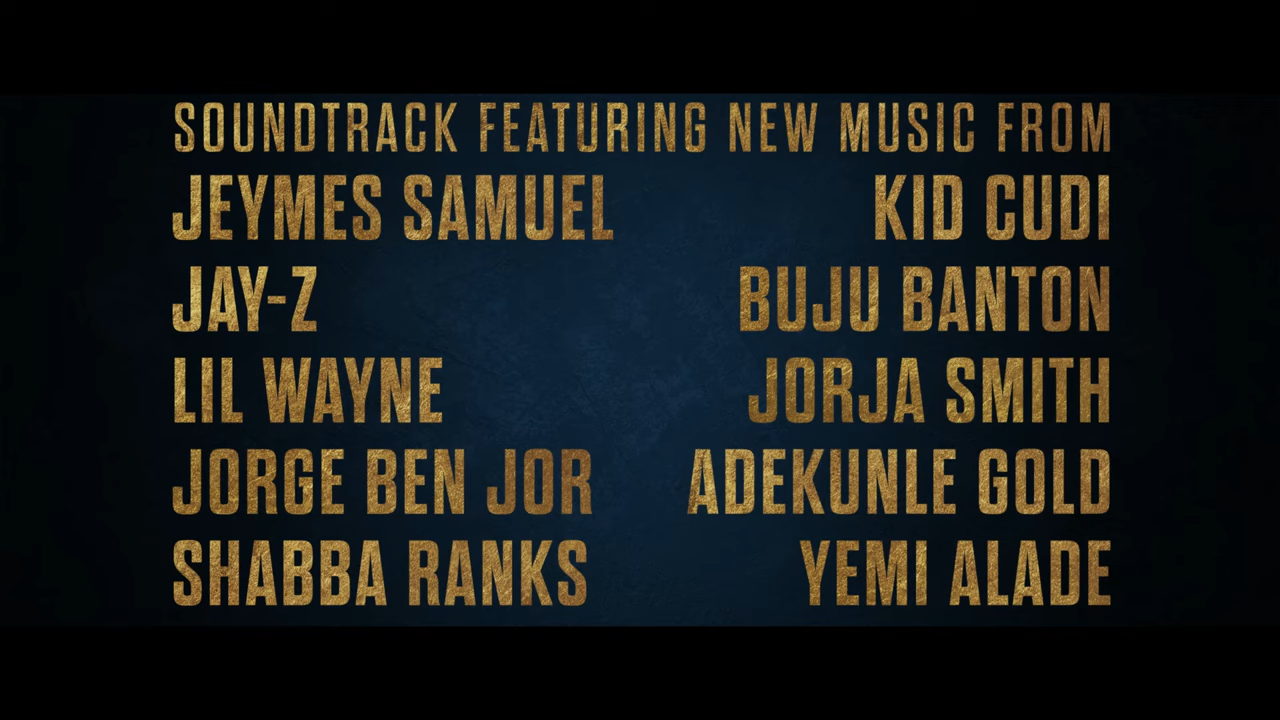 SOUNDTRACK FEATURING NEW MUSIC FROM
JEYMES SAMUEL KID CUDI
JAY-Z BUJU BANTON
LIL WAYNE JORJA SMITH
JORGE BEN JOR ADEKUNLE GOLD
SHABBA RANKS YEMI ALADE